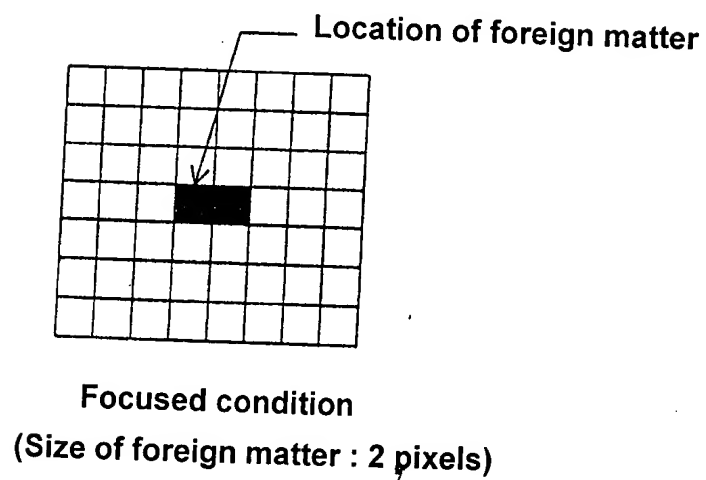 Location of foreign matter
Focused condition
(Size of foreign matter : 2 pixels)